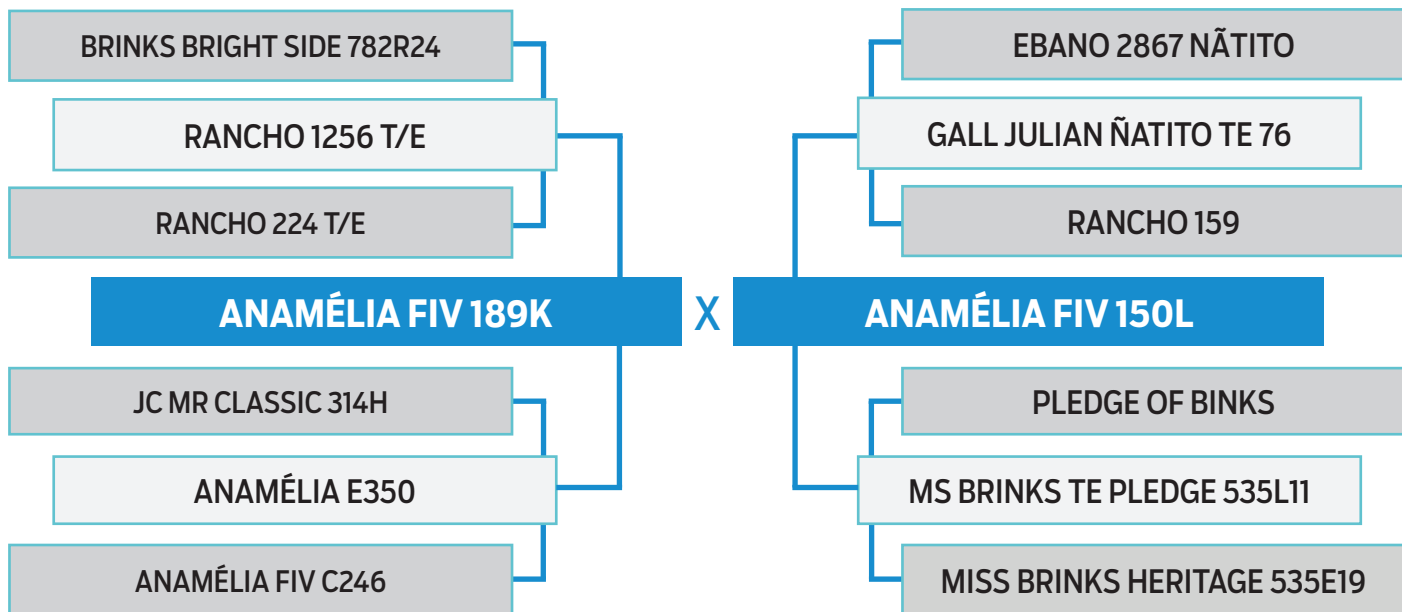 BRINKS BRIGHT SIDE 782R24
RANCHO 1256 T/E
RANCHO 224 T/E
ANAMÉLIA FIV 189K
JC MR CLASSIC 314H
ANAMÉLIA E350
ANAMÉLIA FIV C246
X
EBANO 2867 NÃTITO
GALL JULIAN ÑATITO TE 76
RANCHO 159
ANAMÉLIA FIV 150L
PLEDGE OF BINKS
MS BRINKS TE PLEDGE 535L11
MISS BRINKS HERITAGE 535E19